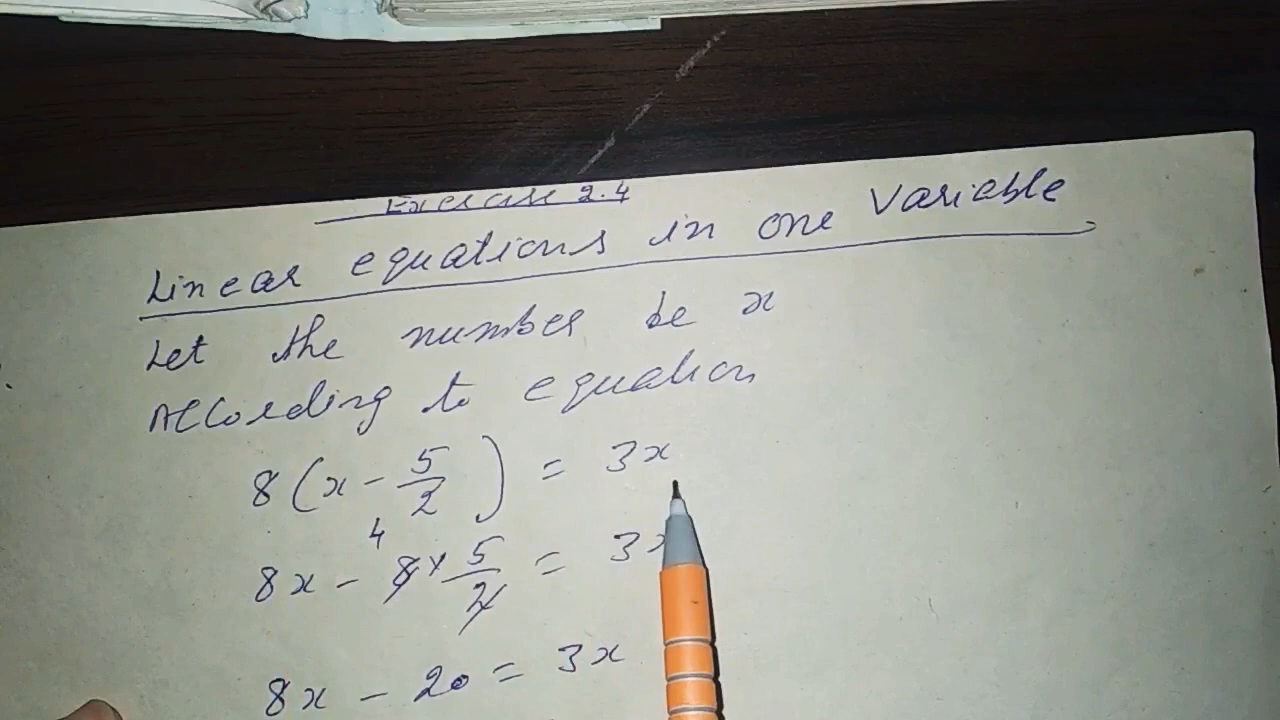 Exercise 2.4
Linear equations in one variable
Let the number be x
According to equation
8(x - 5/2) = 3x
4
8x - 8 × 5/2 = 3x
8x - 20 = 3x